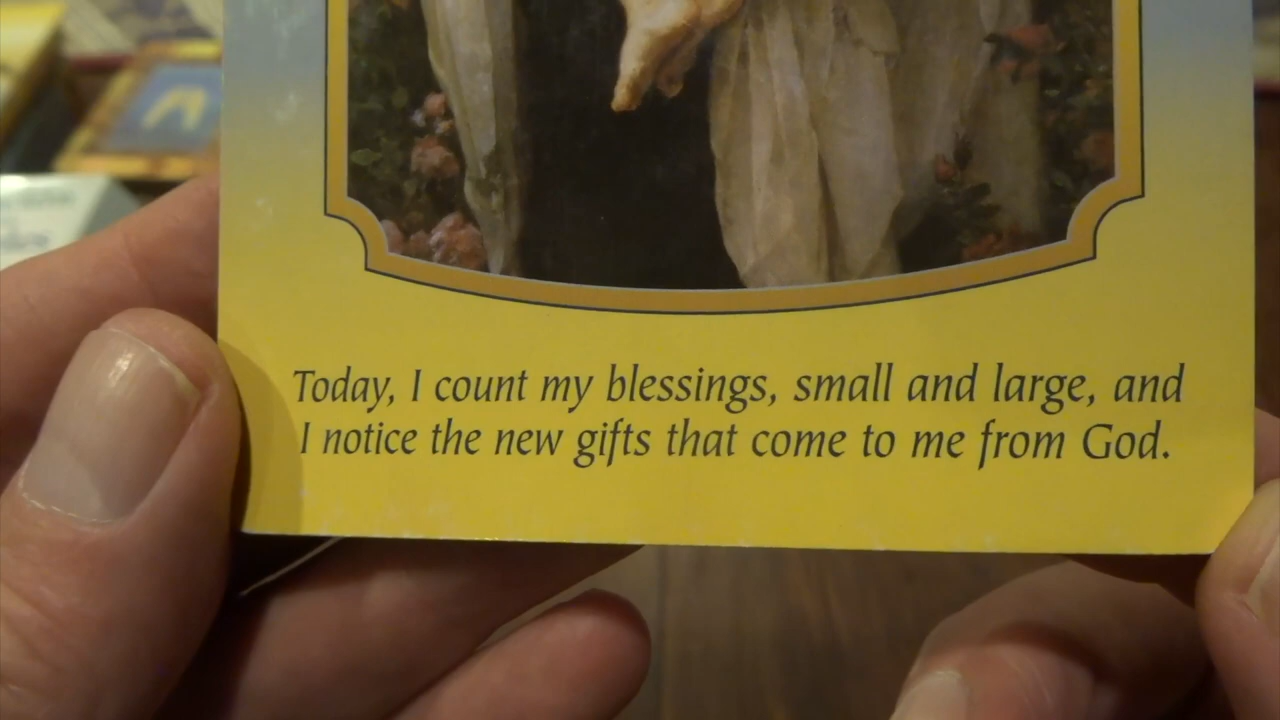 Today, I count my blessings, small and large, and
I notice the new gifts that come to me from God.